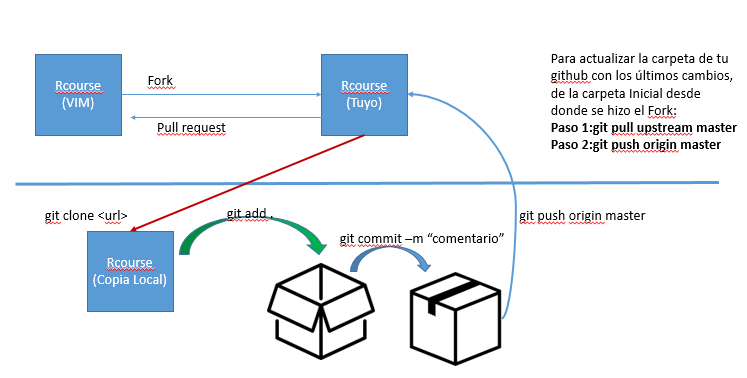 Rcourse
(VIM)
Fork
Pull request
Rcourse
(Tuyo)
Para actualizar la carpeta de tu
github con los últimos cambios,
de la carpeta Inicial desde
donde se hizo el Fork:
Paso 1:git pull upstream master
Paso 2:git push origin master
git clone <url>
git add .
git commit –m “comentario”
git push origin master
Rcourse
(Copia Local)